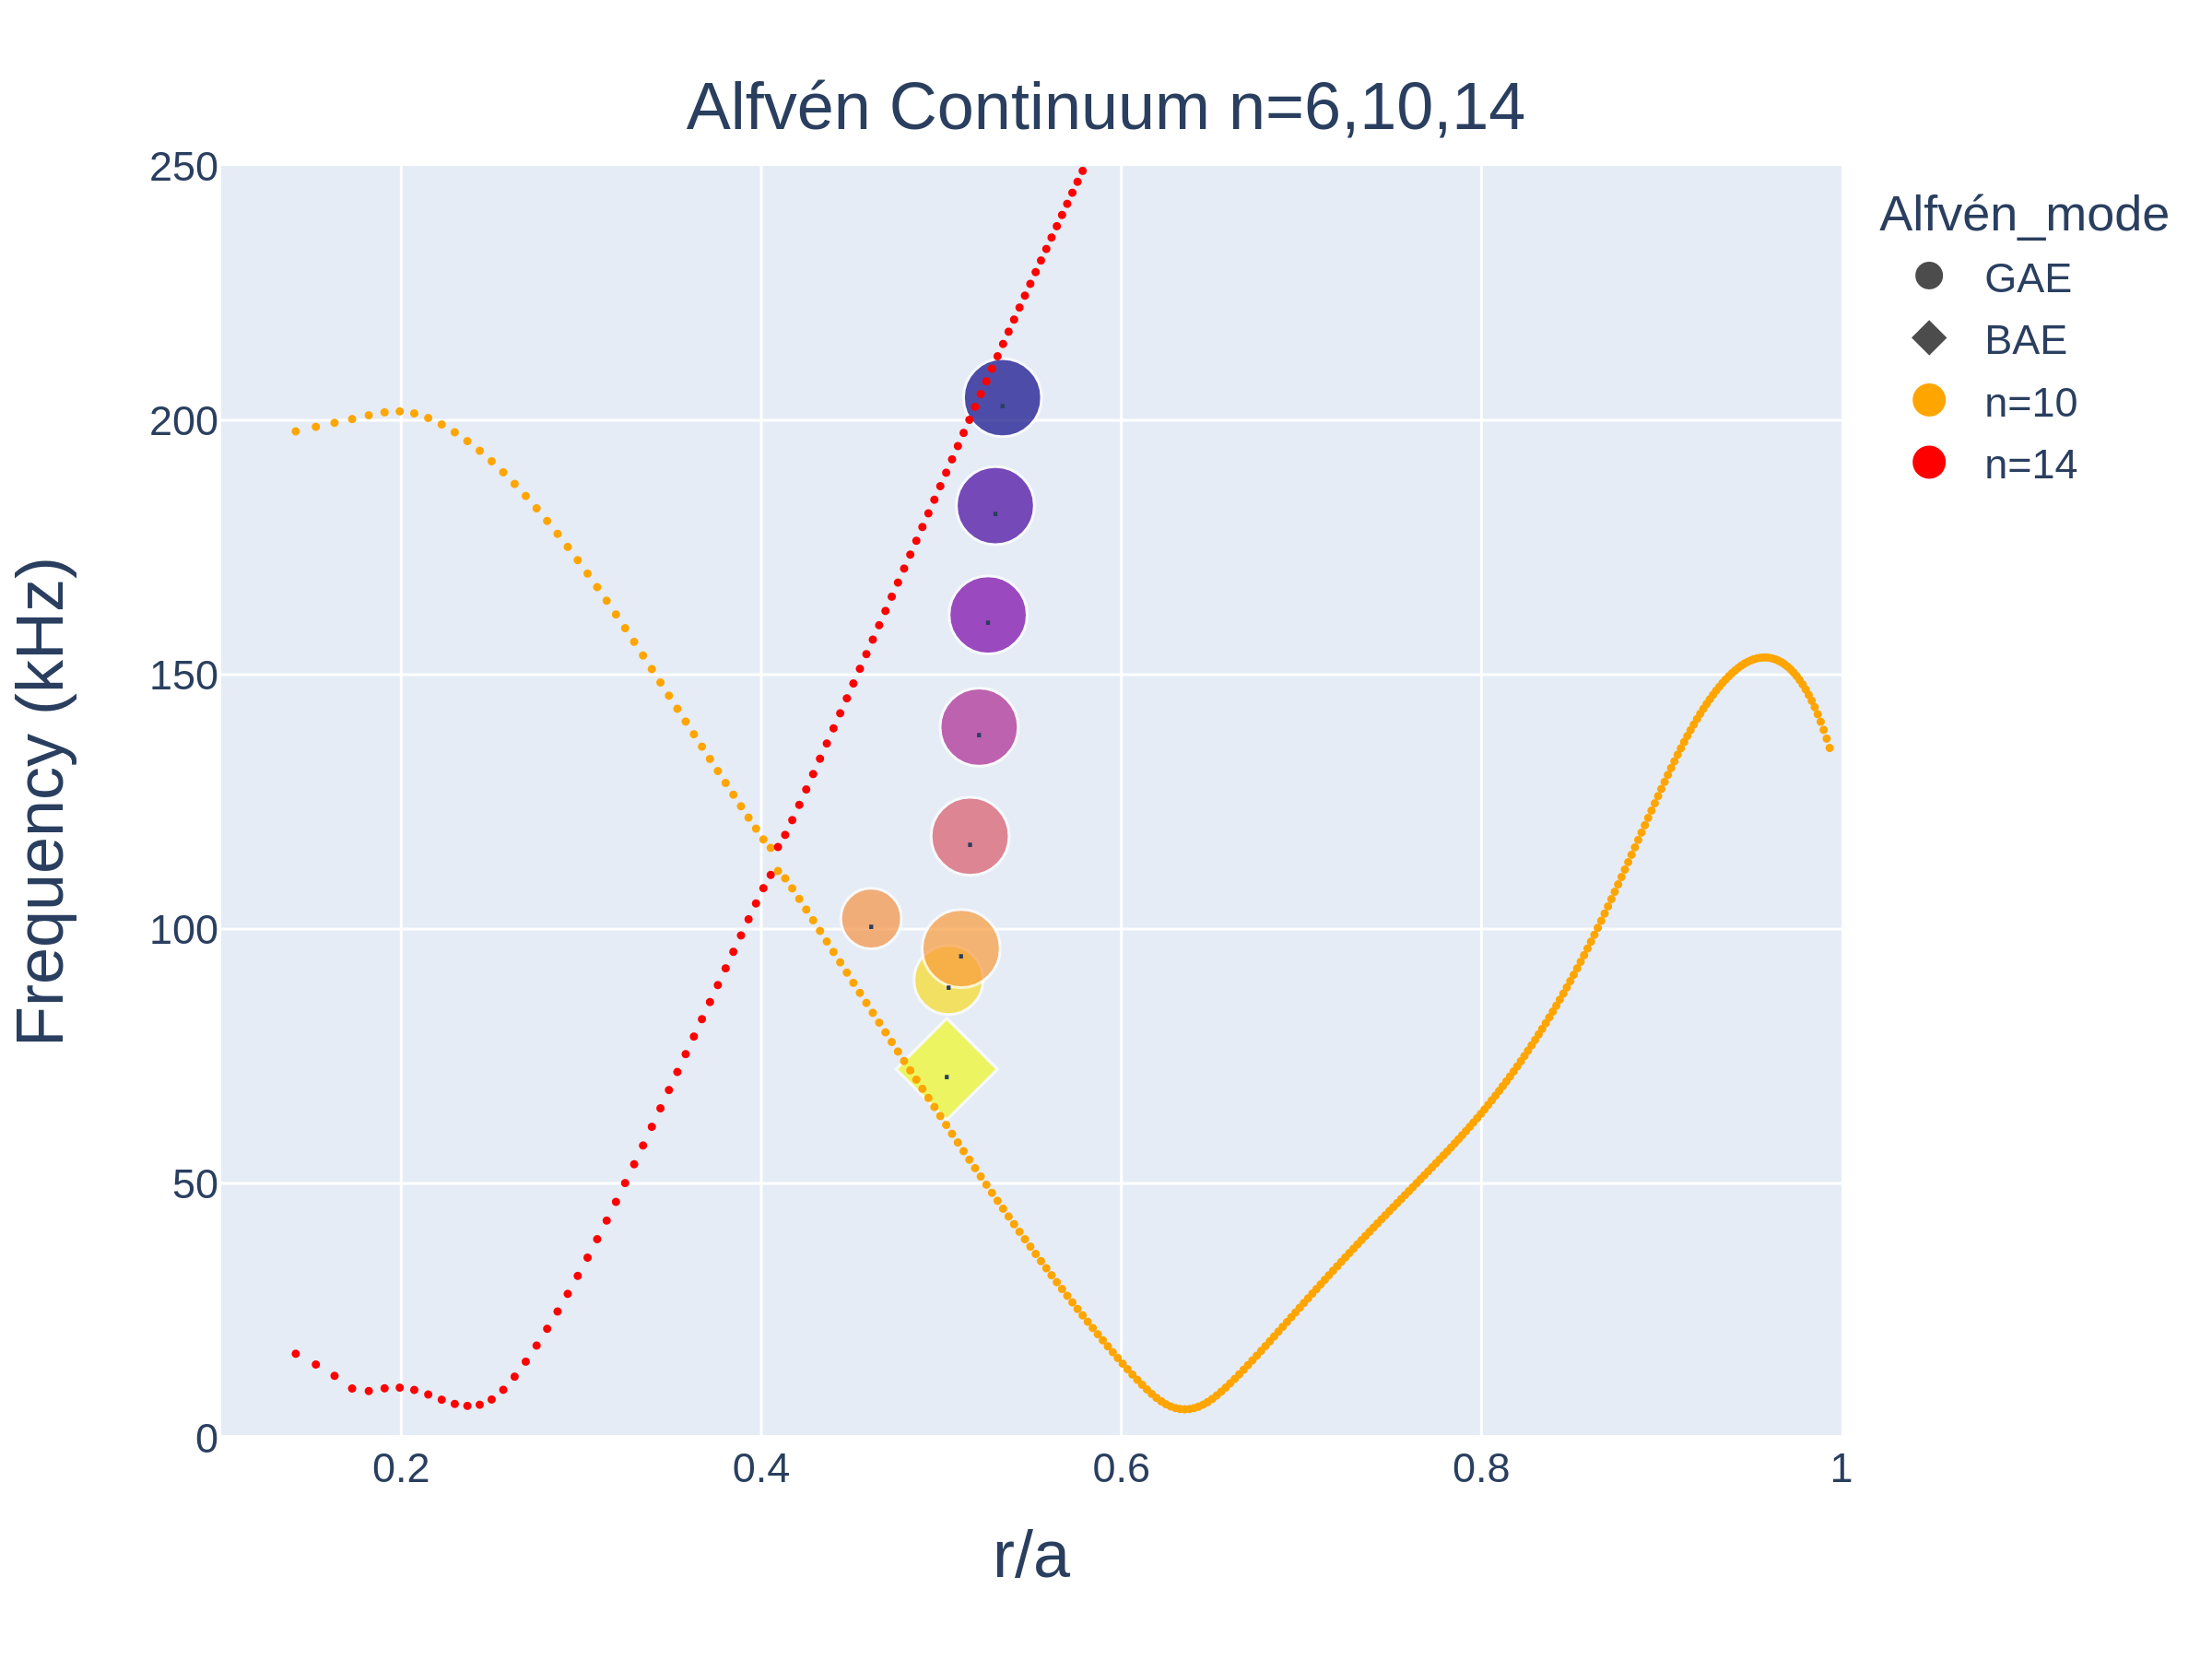 Alfvén Continuum n=6,10,14
250
200
150
100
50
0
Frequency (kHz)
0.2
0.4
0.6
0.8
1
r/a
Alfvén_mode
GAE
BAE
n=10
n=14